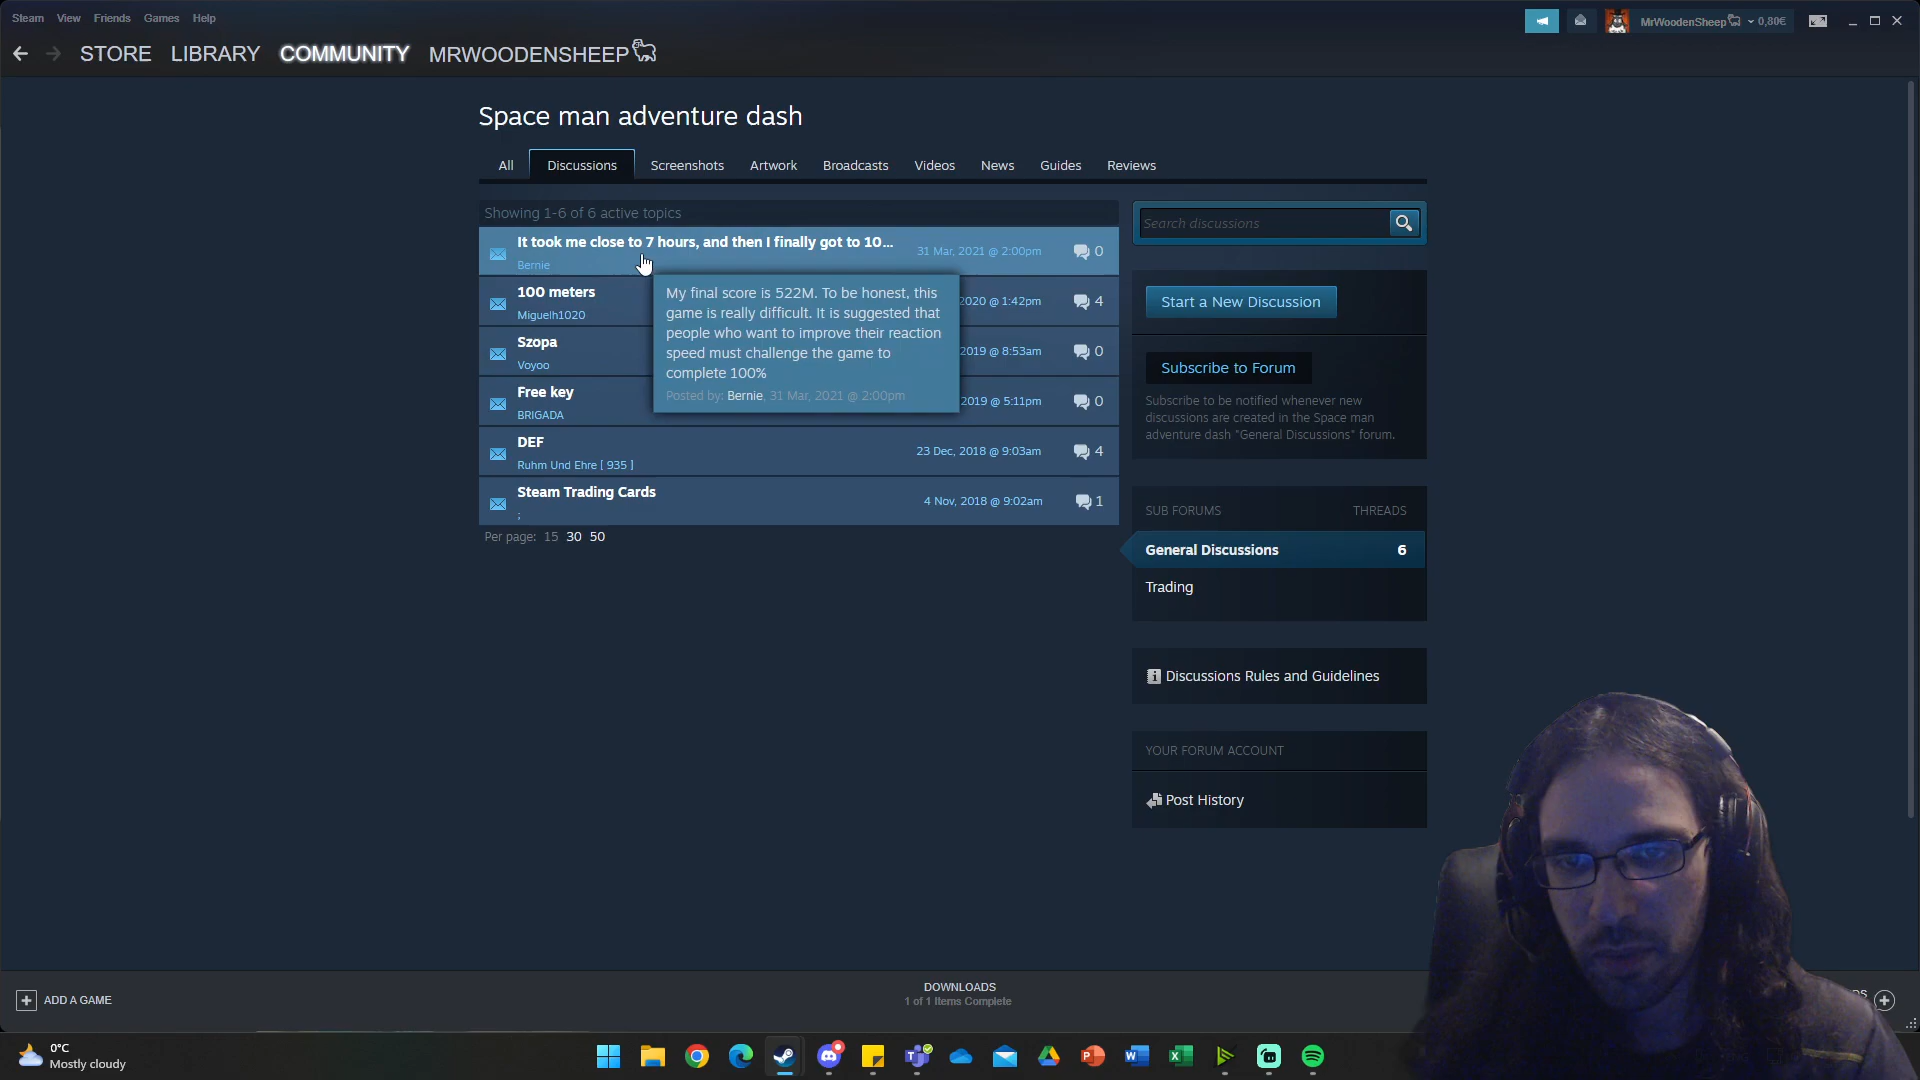 Steam View Friends Games Help
MrWoodenSheep 0,80€
STORE LIBRARY COMMUNITY MRWOODENSHEEP
Space man adventure dash
All Discussions Screenshots Artwork Broadcasts Videos News Guides Reviews
Showing 1-6 of 6 active topics
It took me close to 7 hours, and then I finally got to 10...
Bernie
31 Mar, 2021 @ 2:00pm
0
My final score is 522M. To be honest, this
game is really difficult. It is suggested that
people who want to improve their reaction
speed must challenge the game to
complete 100%
Posted by: Bernie, 31 Mar, 2021 @ 2:00pm
100 meters
Miguelh1020
2020 @ 1:42pm
4
Szopa
Voyoo
2019 @ 8:53am
0
Free key
BRIGADA
2019 @ 5:11pm
0
DEF
Ruhm Und Ehre [ 935 ]
23 Dec, 2018 @ 9:03am
4
Steam Trading Cards
;
4 Nov, 2018 @ 9:02am
1
Per page: 15 30 50
Search discussions
Start a New Discussion
Subscribe to Forum
Subscribe to be notified whenever new
discussions are created in the Space man
adventure dash "General Discussions" forum.
SUB FORUMS THREADS
General Discussions 6
Trading
Discussions Rules and Guidelines
YOUR FORUM ACCOUNT
Post History
ADD A GAME
DOWNLOADS
1 of 1 Items Complete
0°C
Mostly cloudy